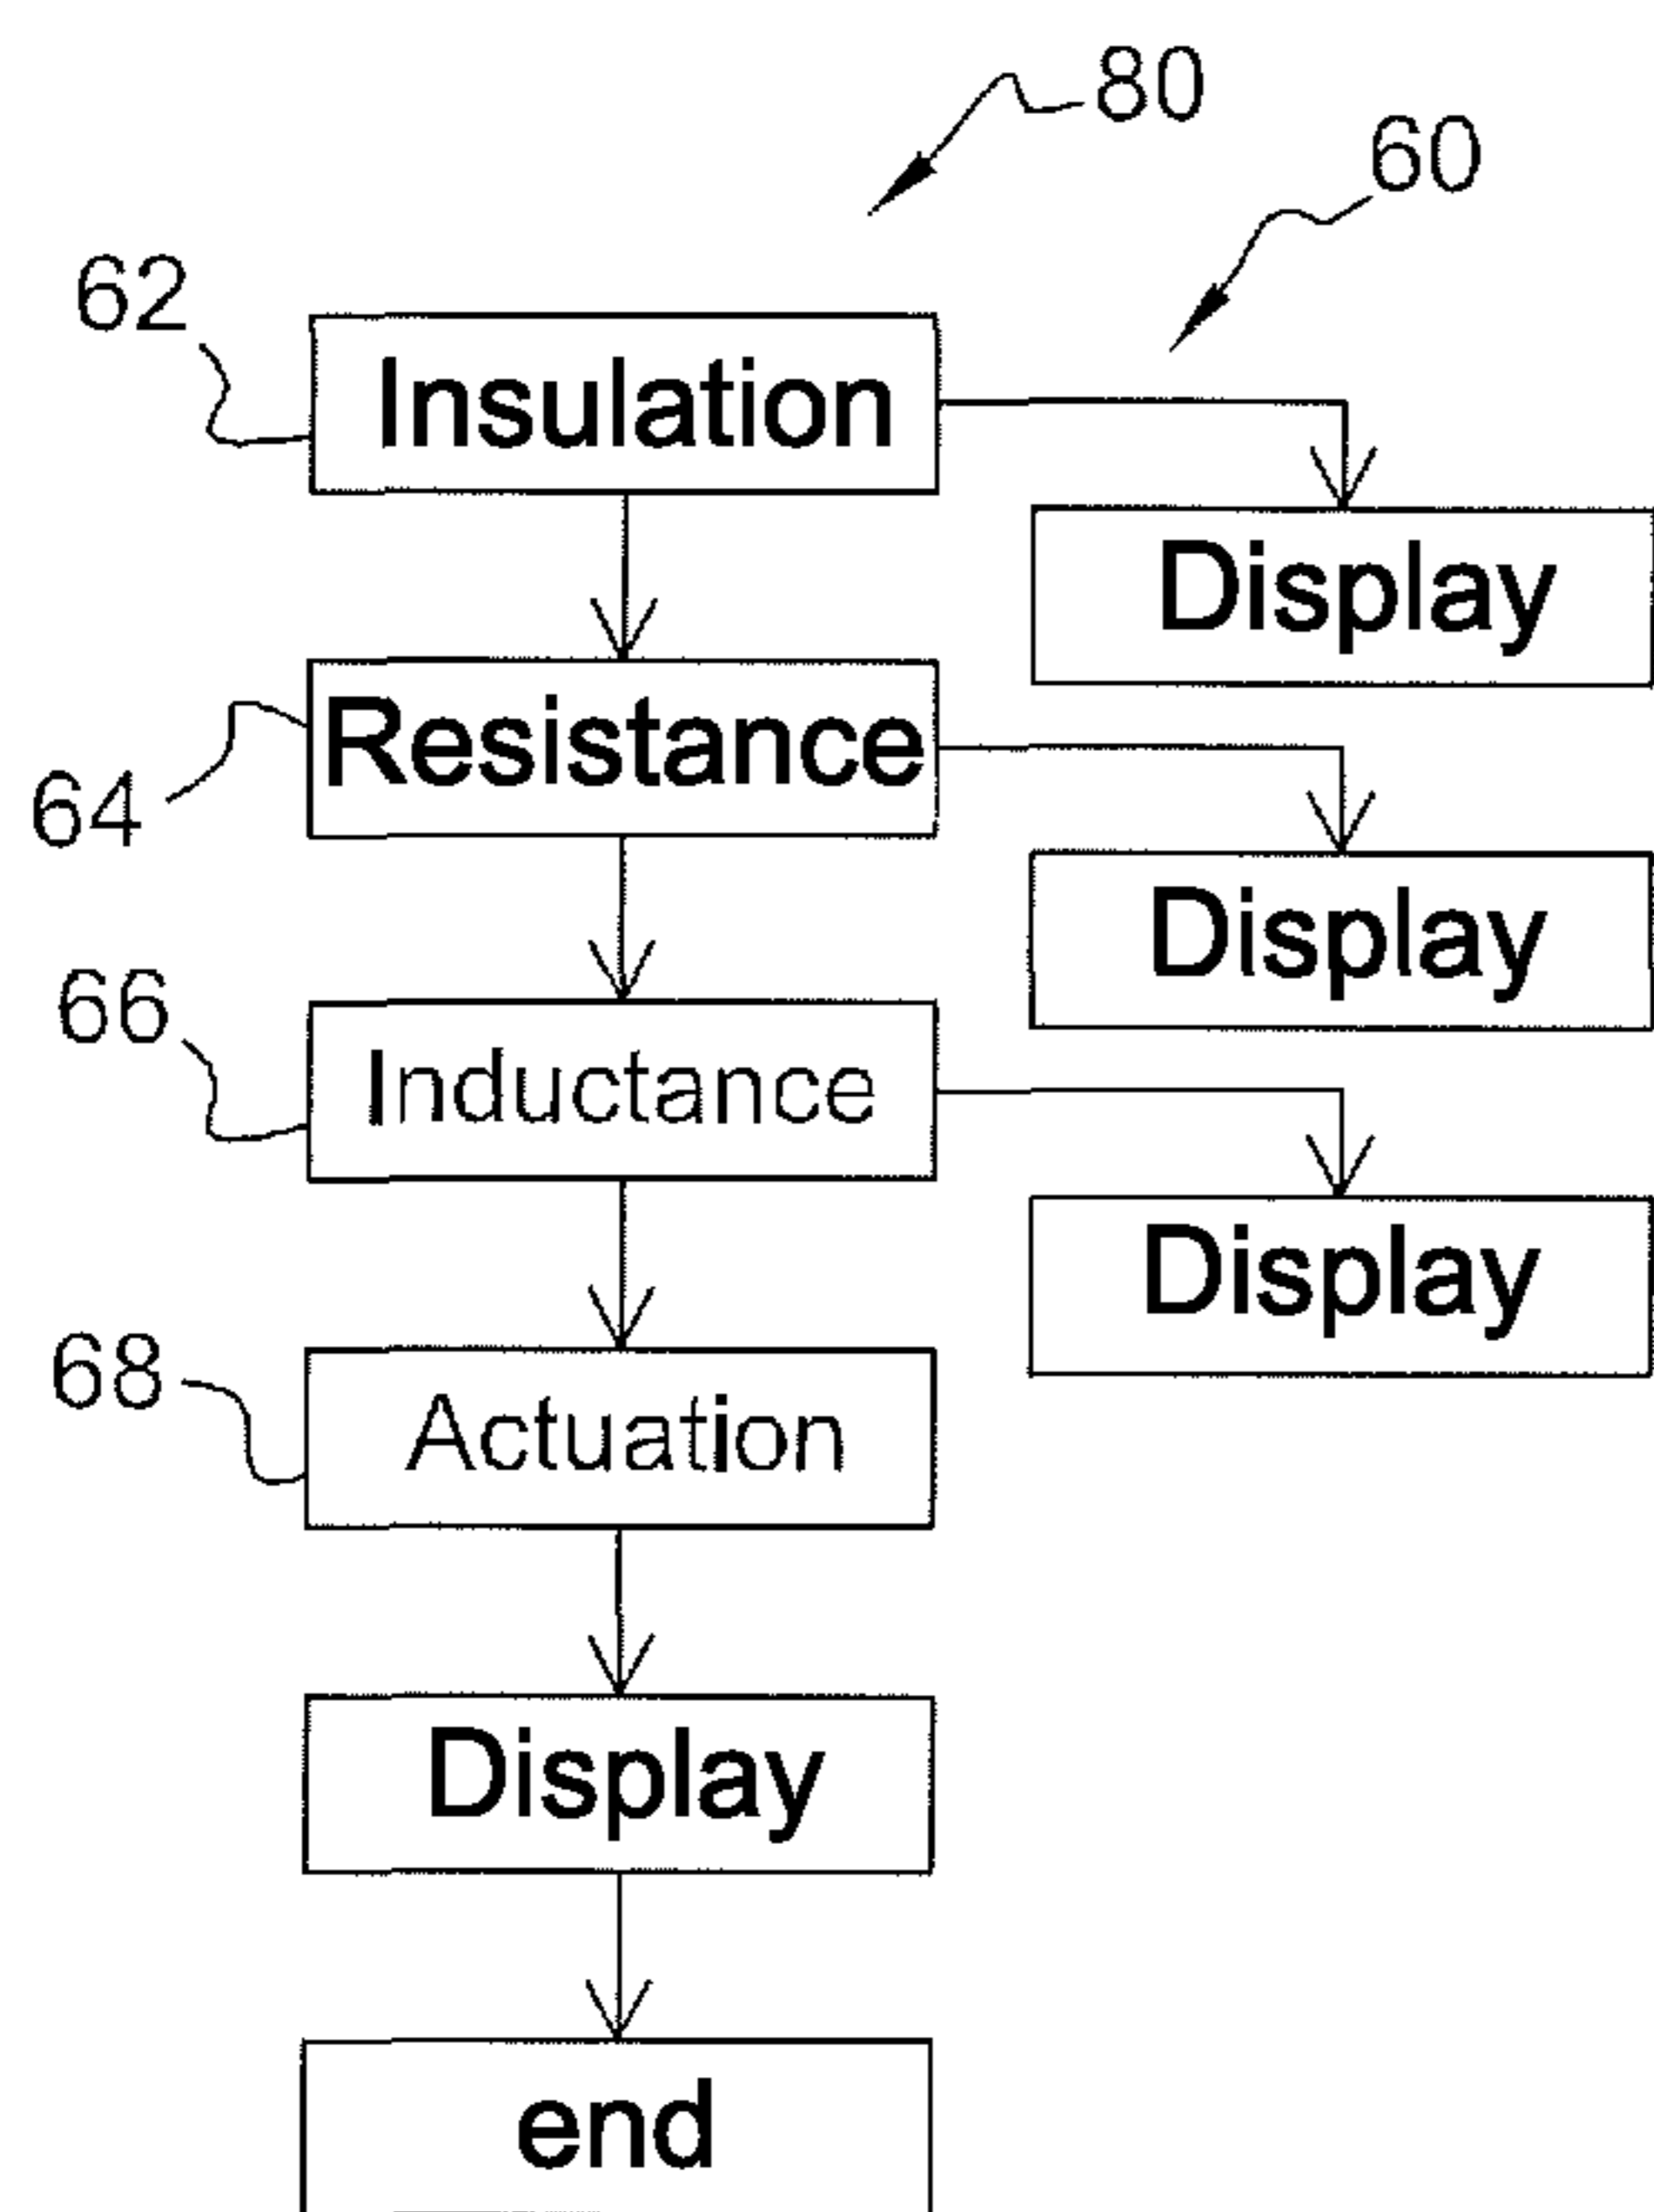 80
60
62
Insulation
Display
Resistance
64
Display
66
Inductance
Display
68
Actuation
Display
end